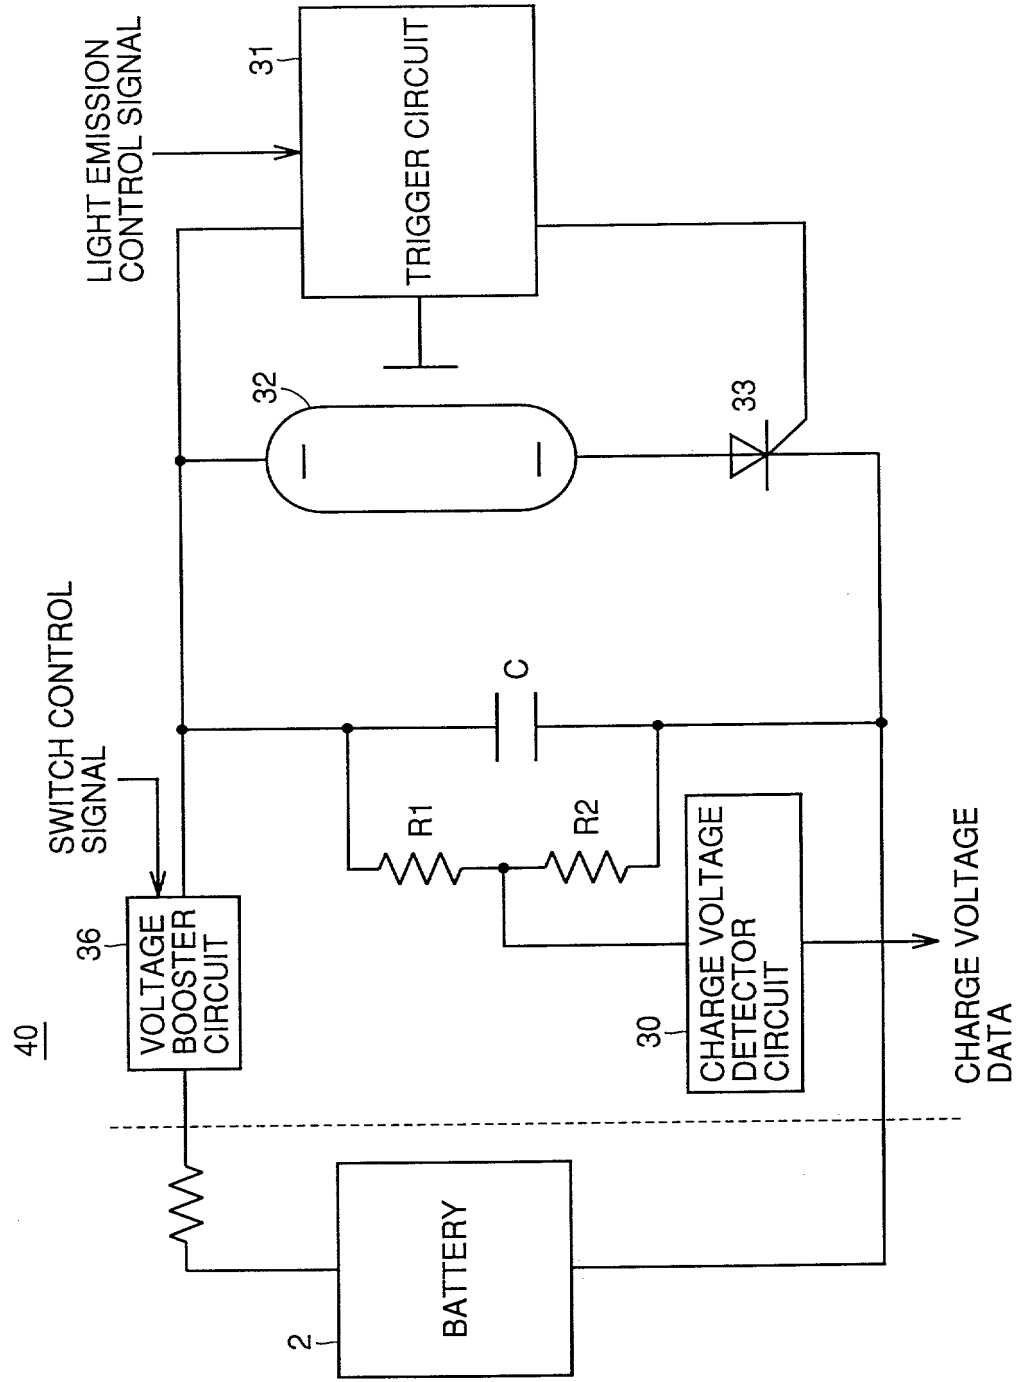 40
36
VOLTAGE
BOOSTER
CIRCUIT
SWITCH CONTROL
SIGNAL
LIGHT EMISSION
CONTROL SIGNAL
31
TRIGGER CIRCUIT
32
33
C
R1
R2
30
CHARGE VOLTAGE
DETECTOR
CIRCUIT
2
BATTERY
CHARGE VOLTAGE
DATA